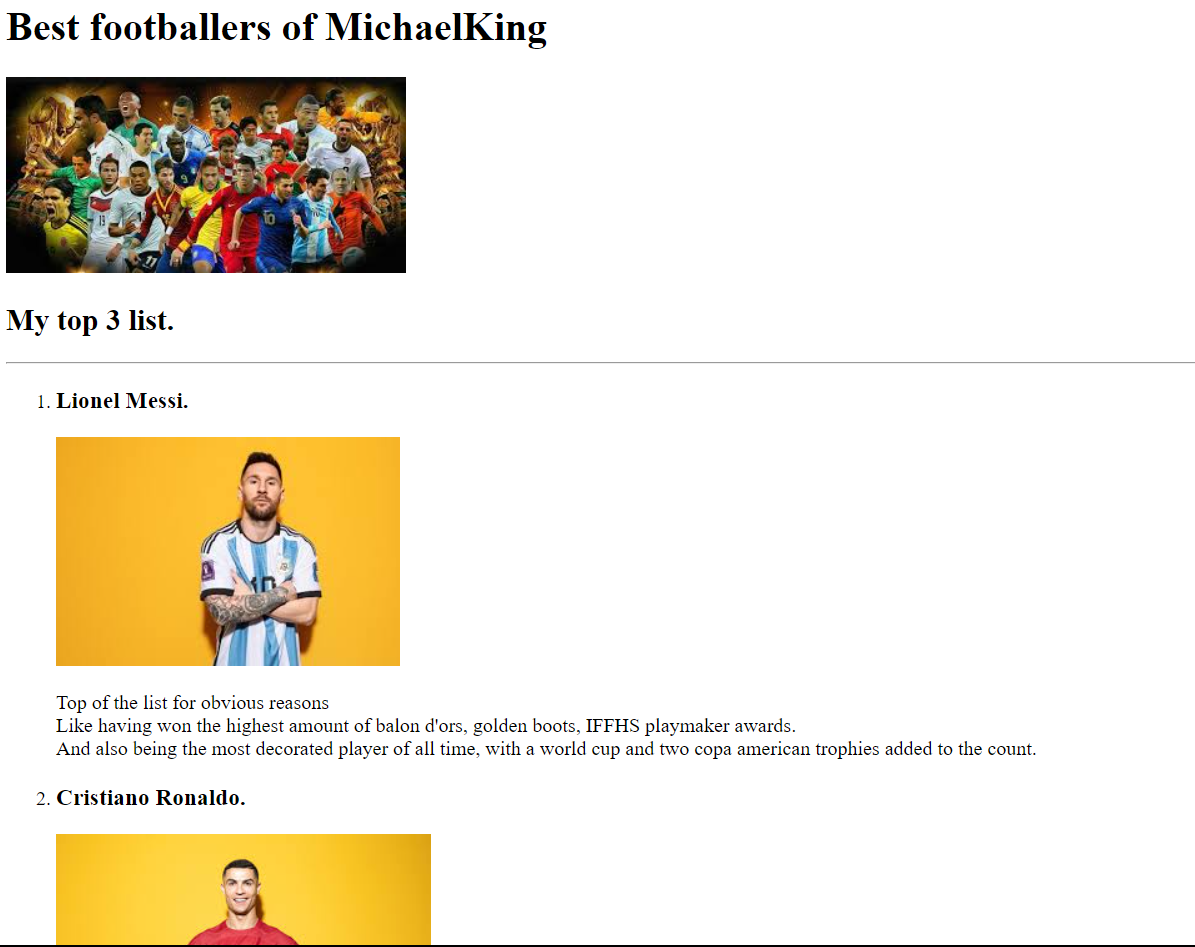 Best footballers of MichaelKing
My top 3 list.
1. Lionel Messi.
10
Top of the list for obvious reasons
Like having won the highest amount of balon d'ors, golden boots, IFFHS playmaker awards.
And also being the most decorated player of all time, with a world cup and two copa american trophies added to the count.
2. Cristiano Ronaldo.